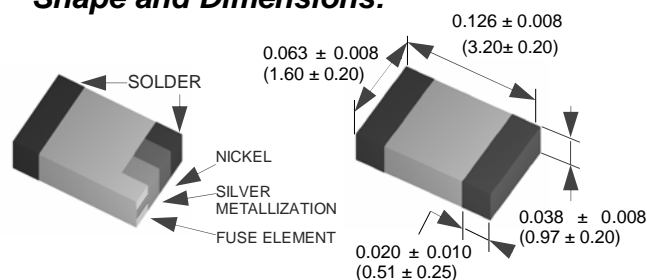 Shape and Dimensions:
0.126 ± 0.008
(3.20± 0.20)
0.063 ± 0.008
(1.60 ± 0.20)
SOLDER
NICKEL
SILVER
METALLIZATION
FUSE ELEMENT
0.038 ± 0.008
(0.97 ± 0.20)
0.020 ± 0.010
(0.51 ± 0.25)